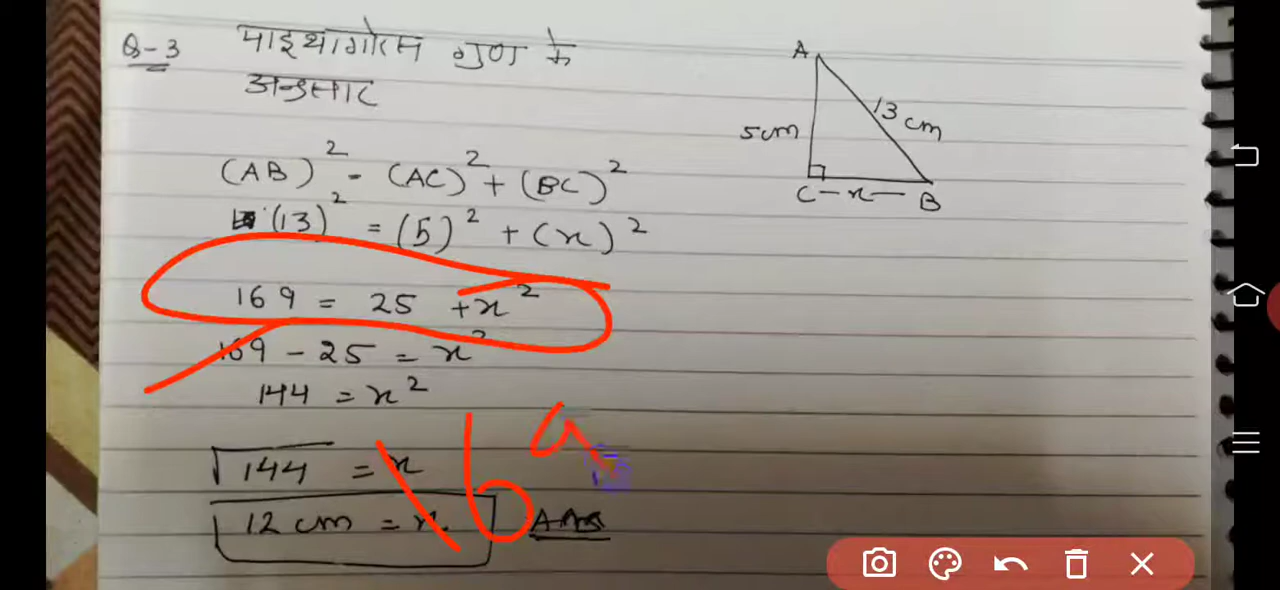 Q-3 पाइथागोरस गुण के
अनुसार
(AB)² - (AC)² + (BC)²
(13)² = (5)² + (x)²
169 = 25 + x²
169 - 25 = x²
144 = x²
√144 = x
12 cm = x Ans
A
13 cm
5cm
C - x - B